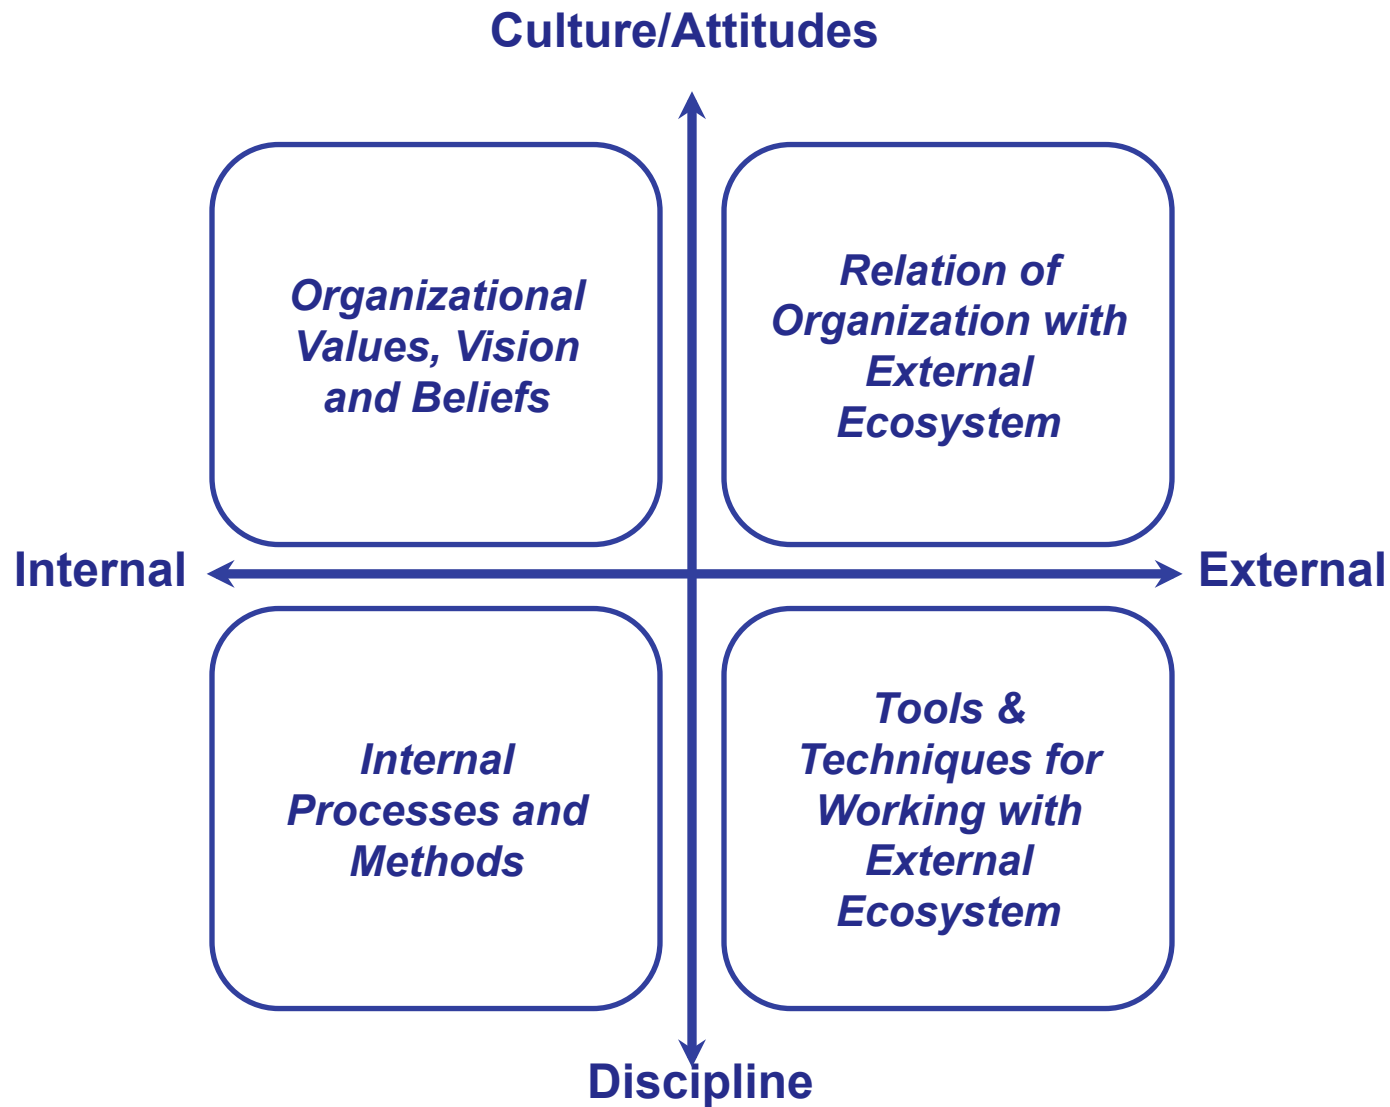 Culture/Attitudes
Organizational
Values, Vision
and Beliefs
Relation of
Organization with
External
Ecosystem
Internal
External
Internal
Processes and
Methods
Tools &
Techniques for
Working with
External
Ecosystem
Discipline